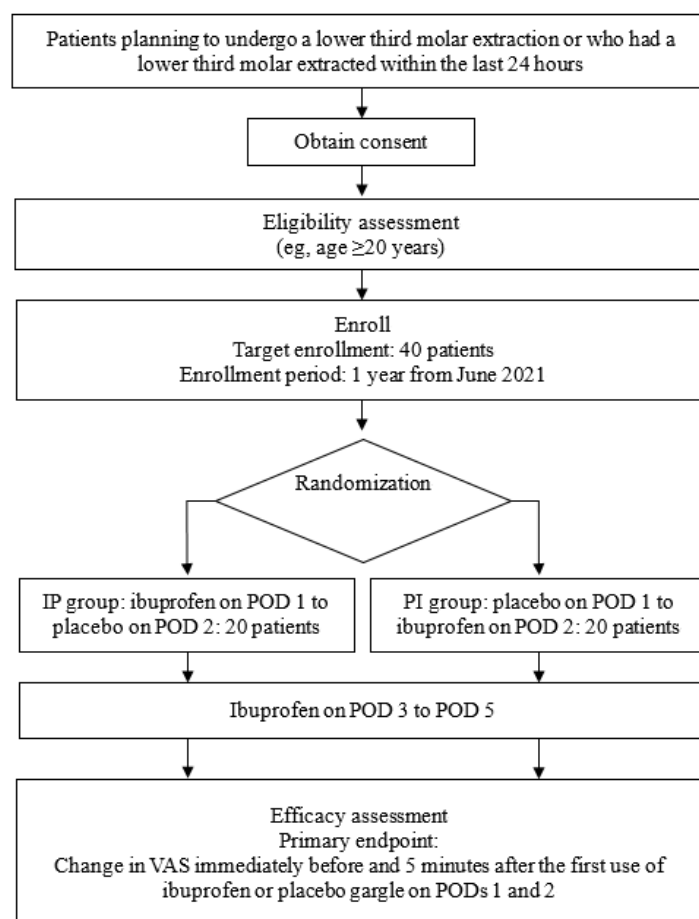 Patients planning to undergo a lower third molar extraction or who had a
lower third molar extracted within the last 24 hours
Obtain consent
Eligibility assessment
(eg, age ≥20 years)
Enroll
Target enrollment: 40 patients
Enrollment period: 1 year from June 2021
Randomization
IP group: ibuprofen on POD 1 to
placebo on POD 2: 20 patients
PI group: placebo on POD 1 to
ibuprofen on POD 2: 20 patients
Ibuprofen on POD 3 to POD 5
Efficacy assessment
Primary endpoint:
Change in VAS immediately before and 5 minutes after the first use of
ibuprofen or placebo gargle on PODs 1 and 2